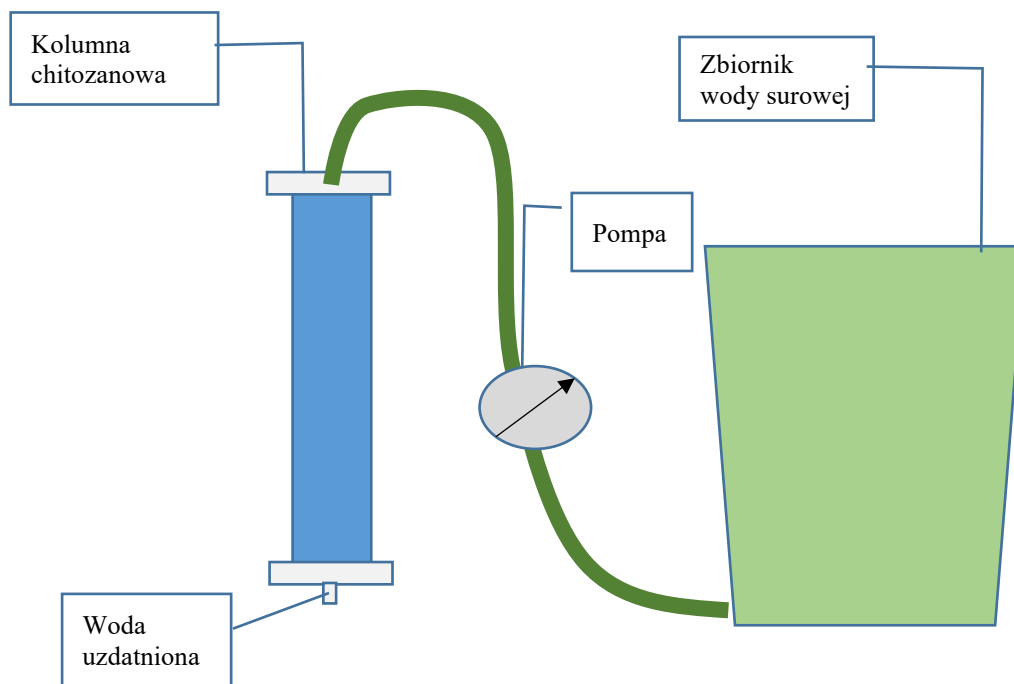 Kolumna
chitozanowa
Zbiornik
wody surowej
Pompa
Woda
uzdatniona